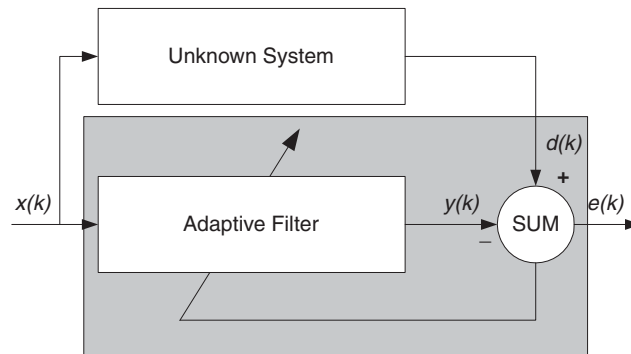 Unknown System
d(k)
+
x(k)
Adaptive Filter
y(k)
–
SUM
e(k)